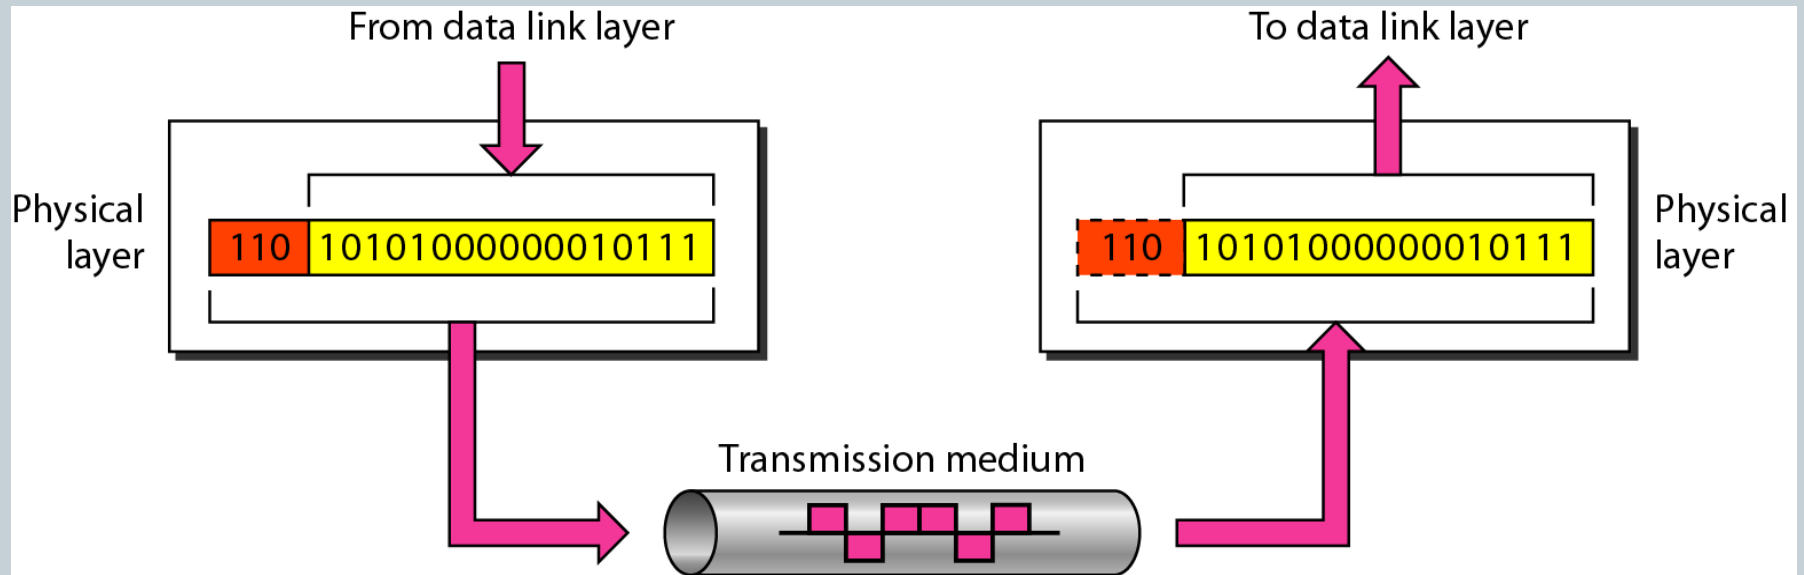 From data link layer
To data link layer
Physical
layer
110 10101000000010111
110 10101000000010111
Physical
layer
Transmission medium